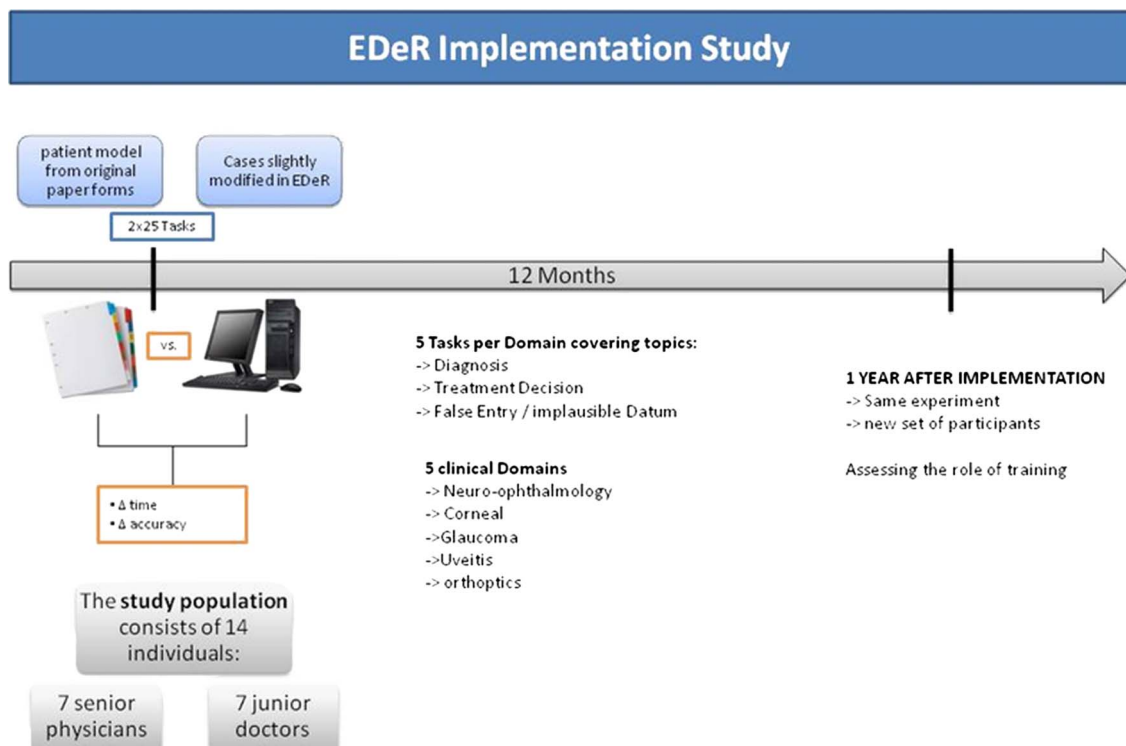 EDeR Implementation Study
patient model
from original
paper forms
Cases slightly
modified in EDeR
2x25 Tasks
12 Months
vs.
• Δ time
• Δ accuracy
The study population
consists of 14
individuals:
7 senior
physicians
7 junior
doctors
5 Tasks per Domain covering topics:
-> Diagnosis
-> Treatment Decision
-> False Entry / implausible Datum
5 clinical Domains
-> Neuro-ophthalmology
-> Corneal
->Glaucoma
->Uveitis
-> orthoptics
1 YEAR AFTER IMPLEMENTATION
-> Same experiment
-> new set of participants
Assessing the role of training